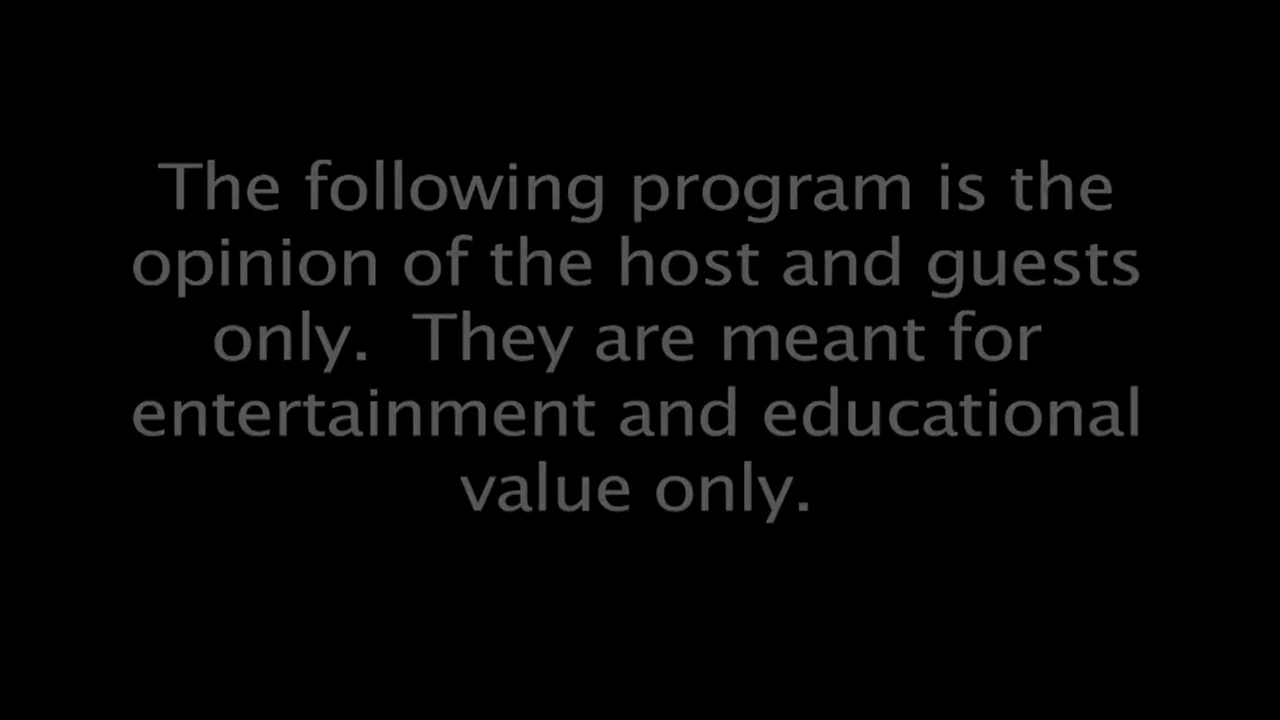 The following program is the
opinion of the host and guests
only.  They are meant for
entertainment and educational
value only.